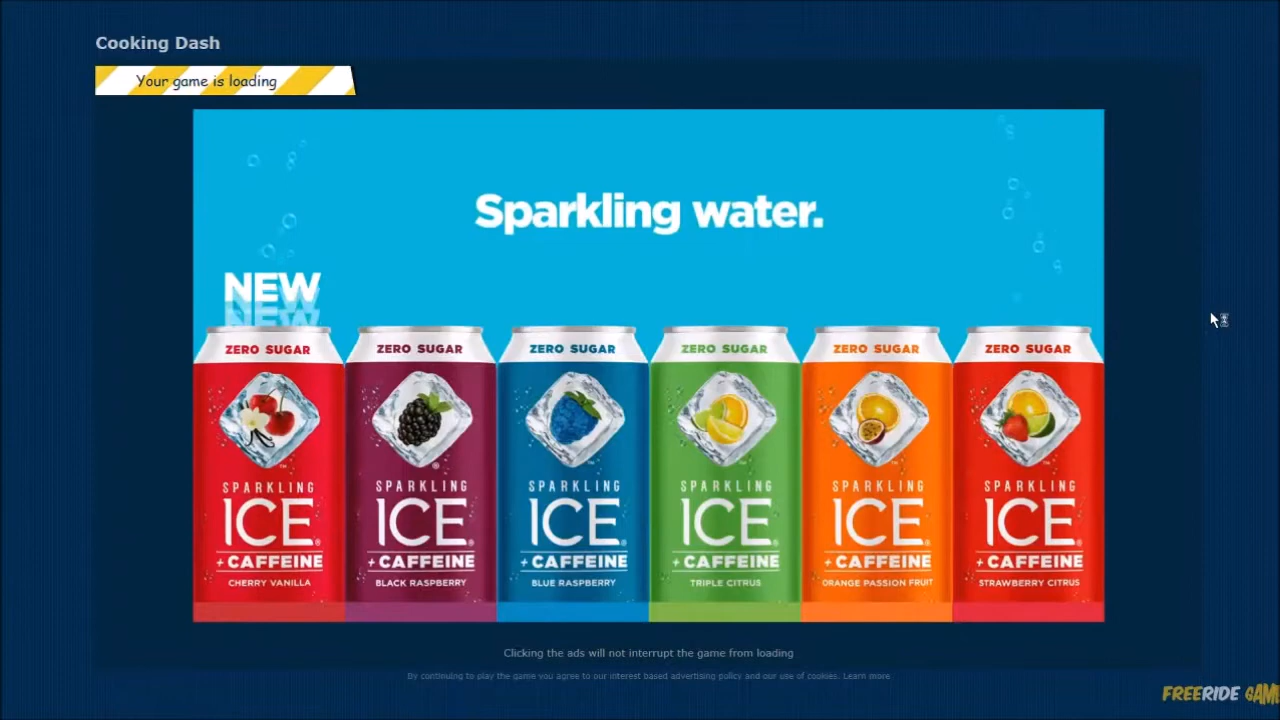 Cooking Dash
Your game is loading
Sparkling water.
NEW
NEW
ZERO SUGAR ZERO SUGAR ZERO SUGAR ZERO SUGAR ZERO SUGAR ZERO SUGAR
SPARKLING SPARKLING SPARKLING SPARKLING SPARKLING SPARKLING
ICE ICE ICE ICE ICE ICE
+ CAFFEINE + CAFFEINE + CAFFEINE + CAFFEINE + CAFFEINE + CAFFEINE
CHERRY VANILLA BLACK RASPBERRY BLUE RASPBERRY TRIPLE CITRUS ORANGE PASSION FRUIT STRAWBERRY CITRUS
Clicking the ads will not interrupt the game from loading
By continuing to play the game you agree to our interest based advertising policy and our use of cookies. Learn more
FREERIDE GAM